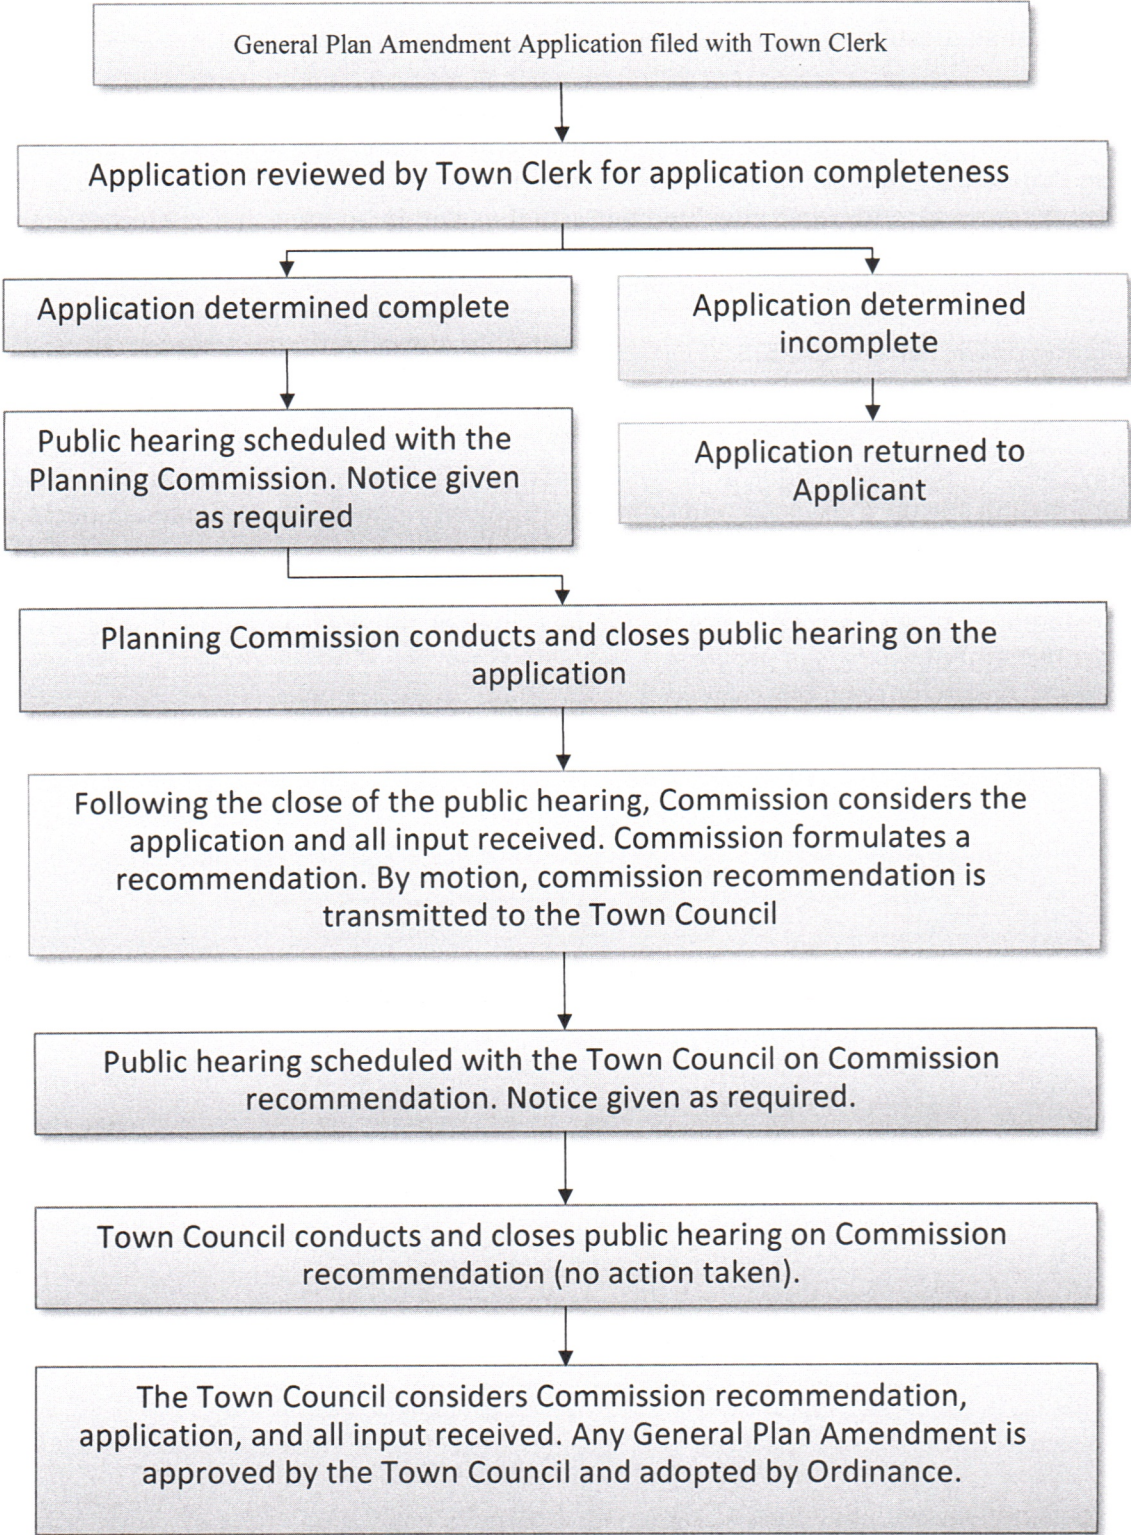 General Plan Amendment Application filed with Town Clerk
Application reviewed by Town Clerk for application completeness
Application determined complete
Application determined
incomplete
Public hearing scheduled with the
Planning Commission. Notice given
as required
Application returned to
Applicant
Planning Commission conducts and closes public hearing on the
application
Following the close of the public hearing, Commission considers the
application and all input received. Commission formulates a
recommendation. By motion, commission recommendation is
transmitted to the Town Council
Public hearing scheduled with the Town Council on Commission
recommendation. Notice given as required.
Town Council conducts and closes public hearing on Commission
recommendation (no action taken).
The Town Council considers Commission recommendation,
application, and all input received. Any General Plan Amendment is
approved by the Town Council and adopted by Ordinance.